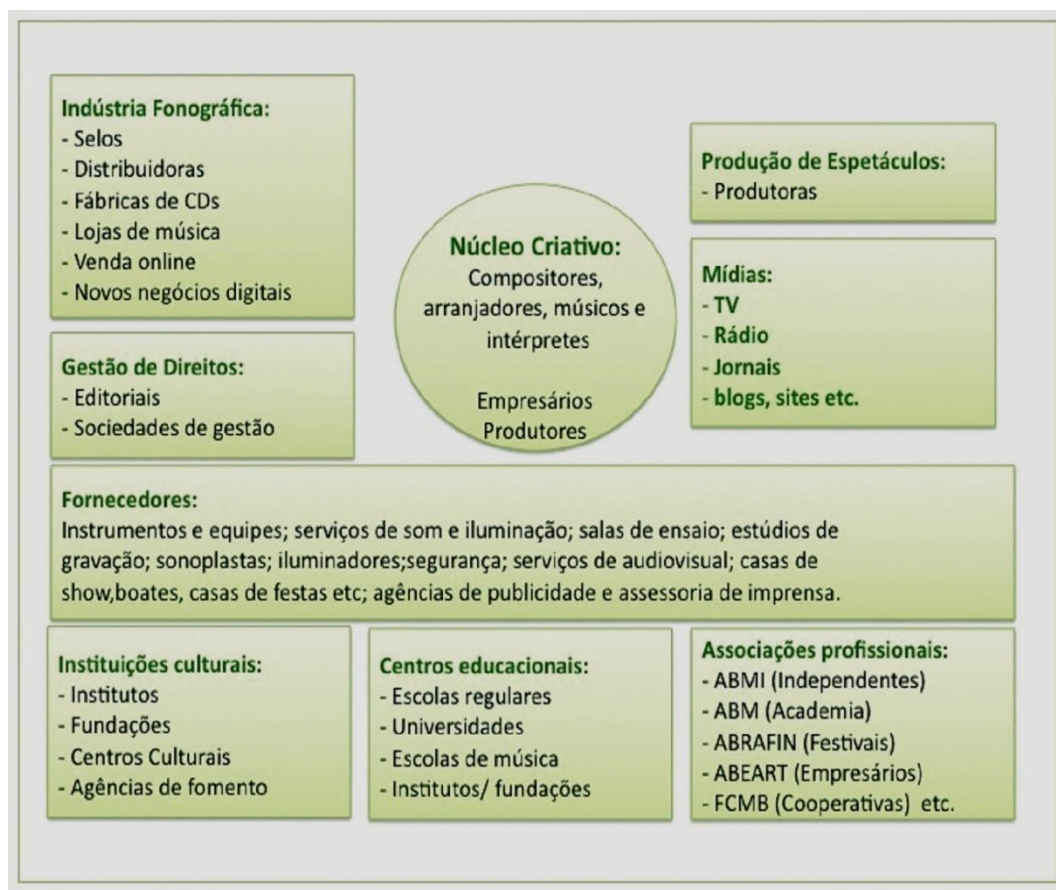 Indústria Fonográfica:
- Selos
- Distribuidoras
- Fábricas de CDs
- Lojas de música
- Venda online
- Novos negócios digitais
Gestão de Direitos:
- Editoriais
- Sociedades de gestão
Núcleo Criativo:
Compositores,
arranjadores, músicos e
intérpretes
Empresários
Produtores
Produção de Espetáculos:
- Produtoras
Mídias:
- TV
- Rádio
- Jornais
- blogs, sites etc.
Fornecedores:
Instrumentos e equipes; serviços de som e iluminação; salas de ensaio; estúdios de
gravação; sonoplastas; iluminadores;segurança; serviços de audiovisual; casas de
show,boates, casas de festas etc; agências de publicidade e assessoria de imprensa.
Instituições culturais:
- Institutos
- Fundações
- Centros Culturais
- Agências de fomento
Centros educacionais:
- Escolas regulares
- Universidades
- Escolas de música
- Institutos/ fundações
Associações profissionais:
- ABMI (Independentes)
- ABM (Academia)
- ABRAFIN (Festivais)
- ABEART (Empresários)
- FCMB (Cooperativas) etc.